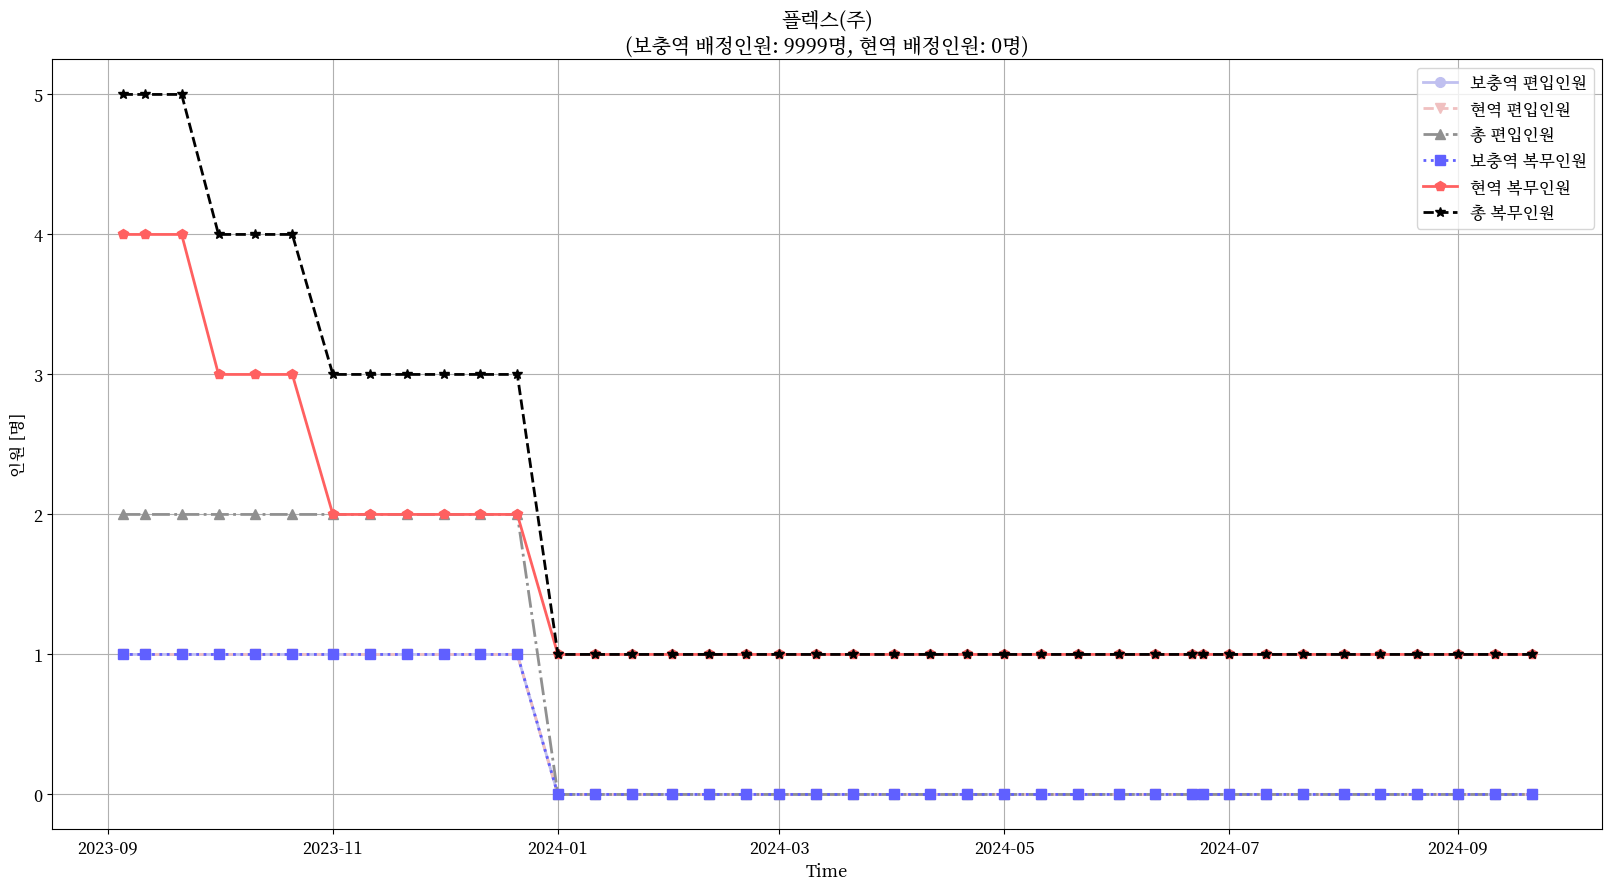 플렉스(주)
(보충역 배정인원: 9999명, 현역 배정인원: 0명)
보충역 편입인원
현역 편입인원
총 편입인원
보충역 복무인원
현역 복무인원
총 복무인원
인원 [명]
5
4
3
2
1
0
2023-09
2023-11
2024-01
2024-03
2024-05
2024-07
2024-09
Time